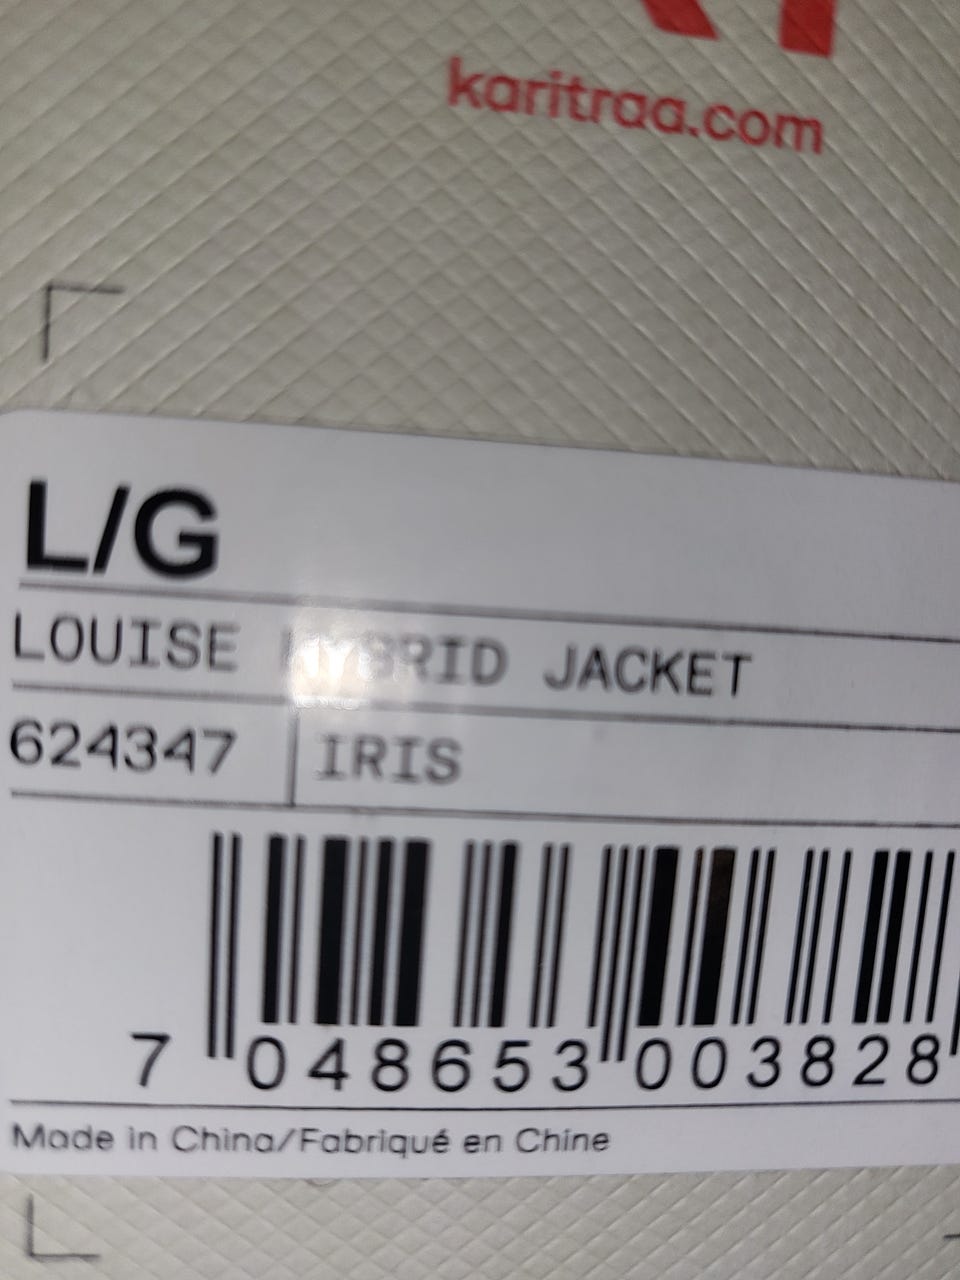 karitraa.com
L/G
LOUISE HYBRID JACKET
624347 IRIS
7 048653 003828
Made in China/Fabriqué en Chine